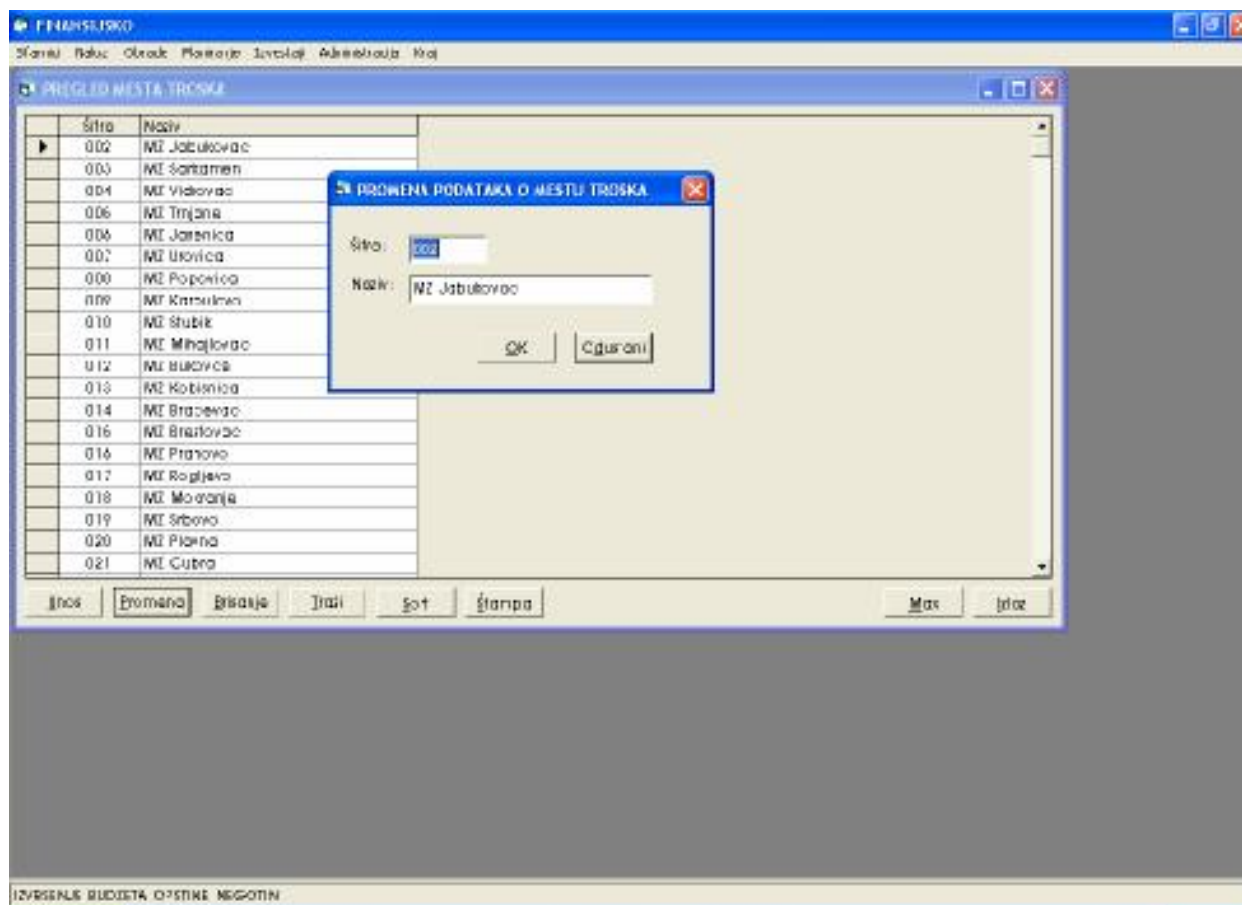 FINANSIJSKO
Nalog Obrade Planiranje Izvestaji Administracija Kraj
PREGLED MESTA TROSKA
Šifra Naziv
002 MZ Jabukovac
003 MZ Sarkamen
004 MZ Vidrovac
MZ Trnjane
006 MZ Jasenica
007 MZ Urovica
008 MZ Popovica
009 MZ Karbulovo
010 MZ Stubik
011 MZ Mihajlovac
012 MZ Bukovce
013 MZ Kobisnica
014 MZ Bracevac
MZ Brestovac
016 MZ Prahovo
017 MZ Rogljevo
018 MZ Mokranje
019 MZ Srbovo
020 MZ Plavna
021 MZ Cubra
PROMENA PODATAKA O MESTU TROSKA
Šifra: 002
Naziv: MZ Jabukovac
OK Odustani
Unos Promena Brisanje Traži Sort Štampa Max Izlaz
IZVRSENJE BUDZETA OPSTINE NEGOTIN